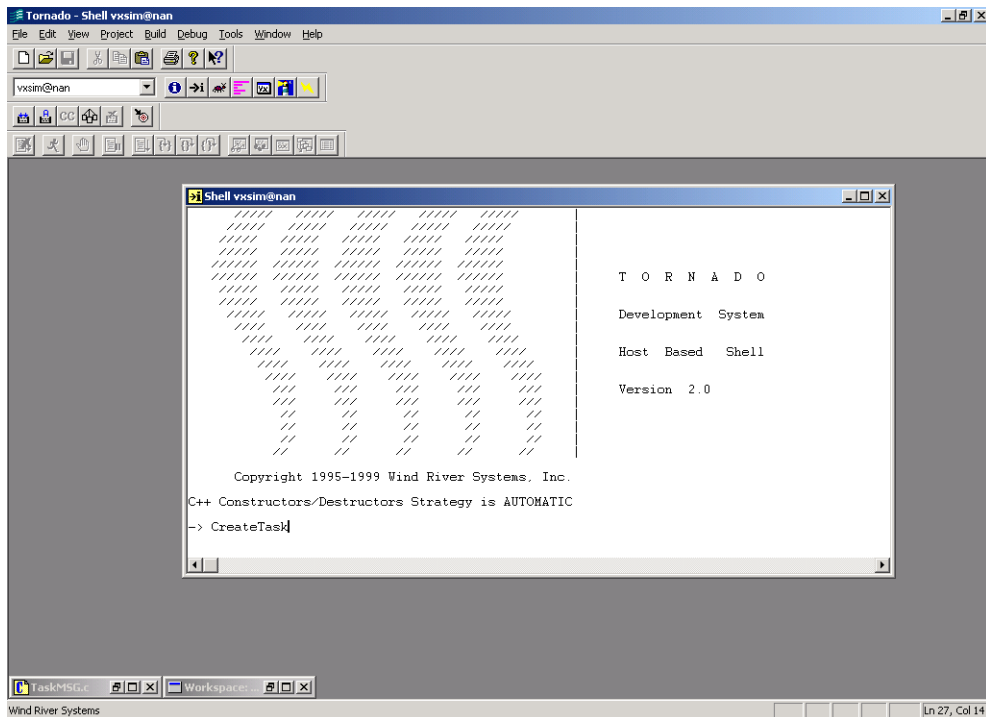 Tornado - Shell vxsim@nan
File Edit View Project Build Debug Tools Window Help
vxsim@nan
Shell vxsim@nan
T O R N A D O
Development System
Host Based Shell
Version 2.0
Copyright 1995-1999 Wind River Systems, Inc.
C++ Constructors/Destructors Strategy is AUTOMATIC
-> CreateTask
TaskMSG.c
Workspace: ...
Wind River Systems
Ln 27, Col 14